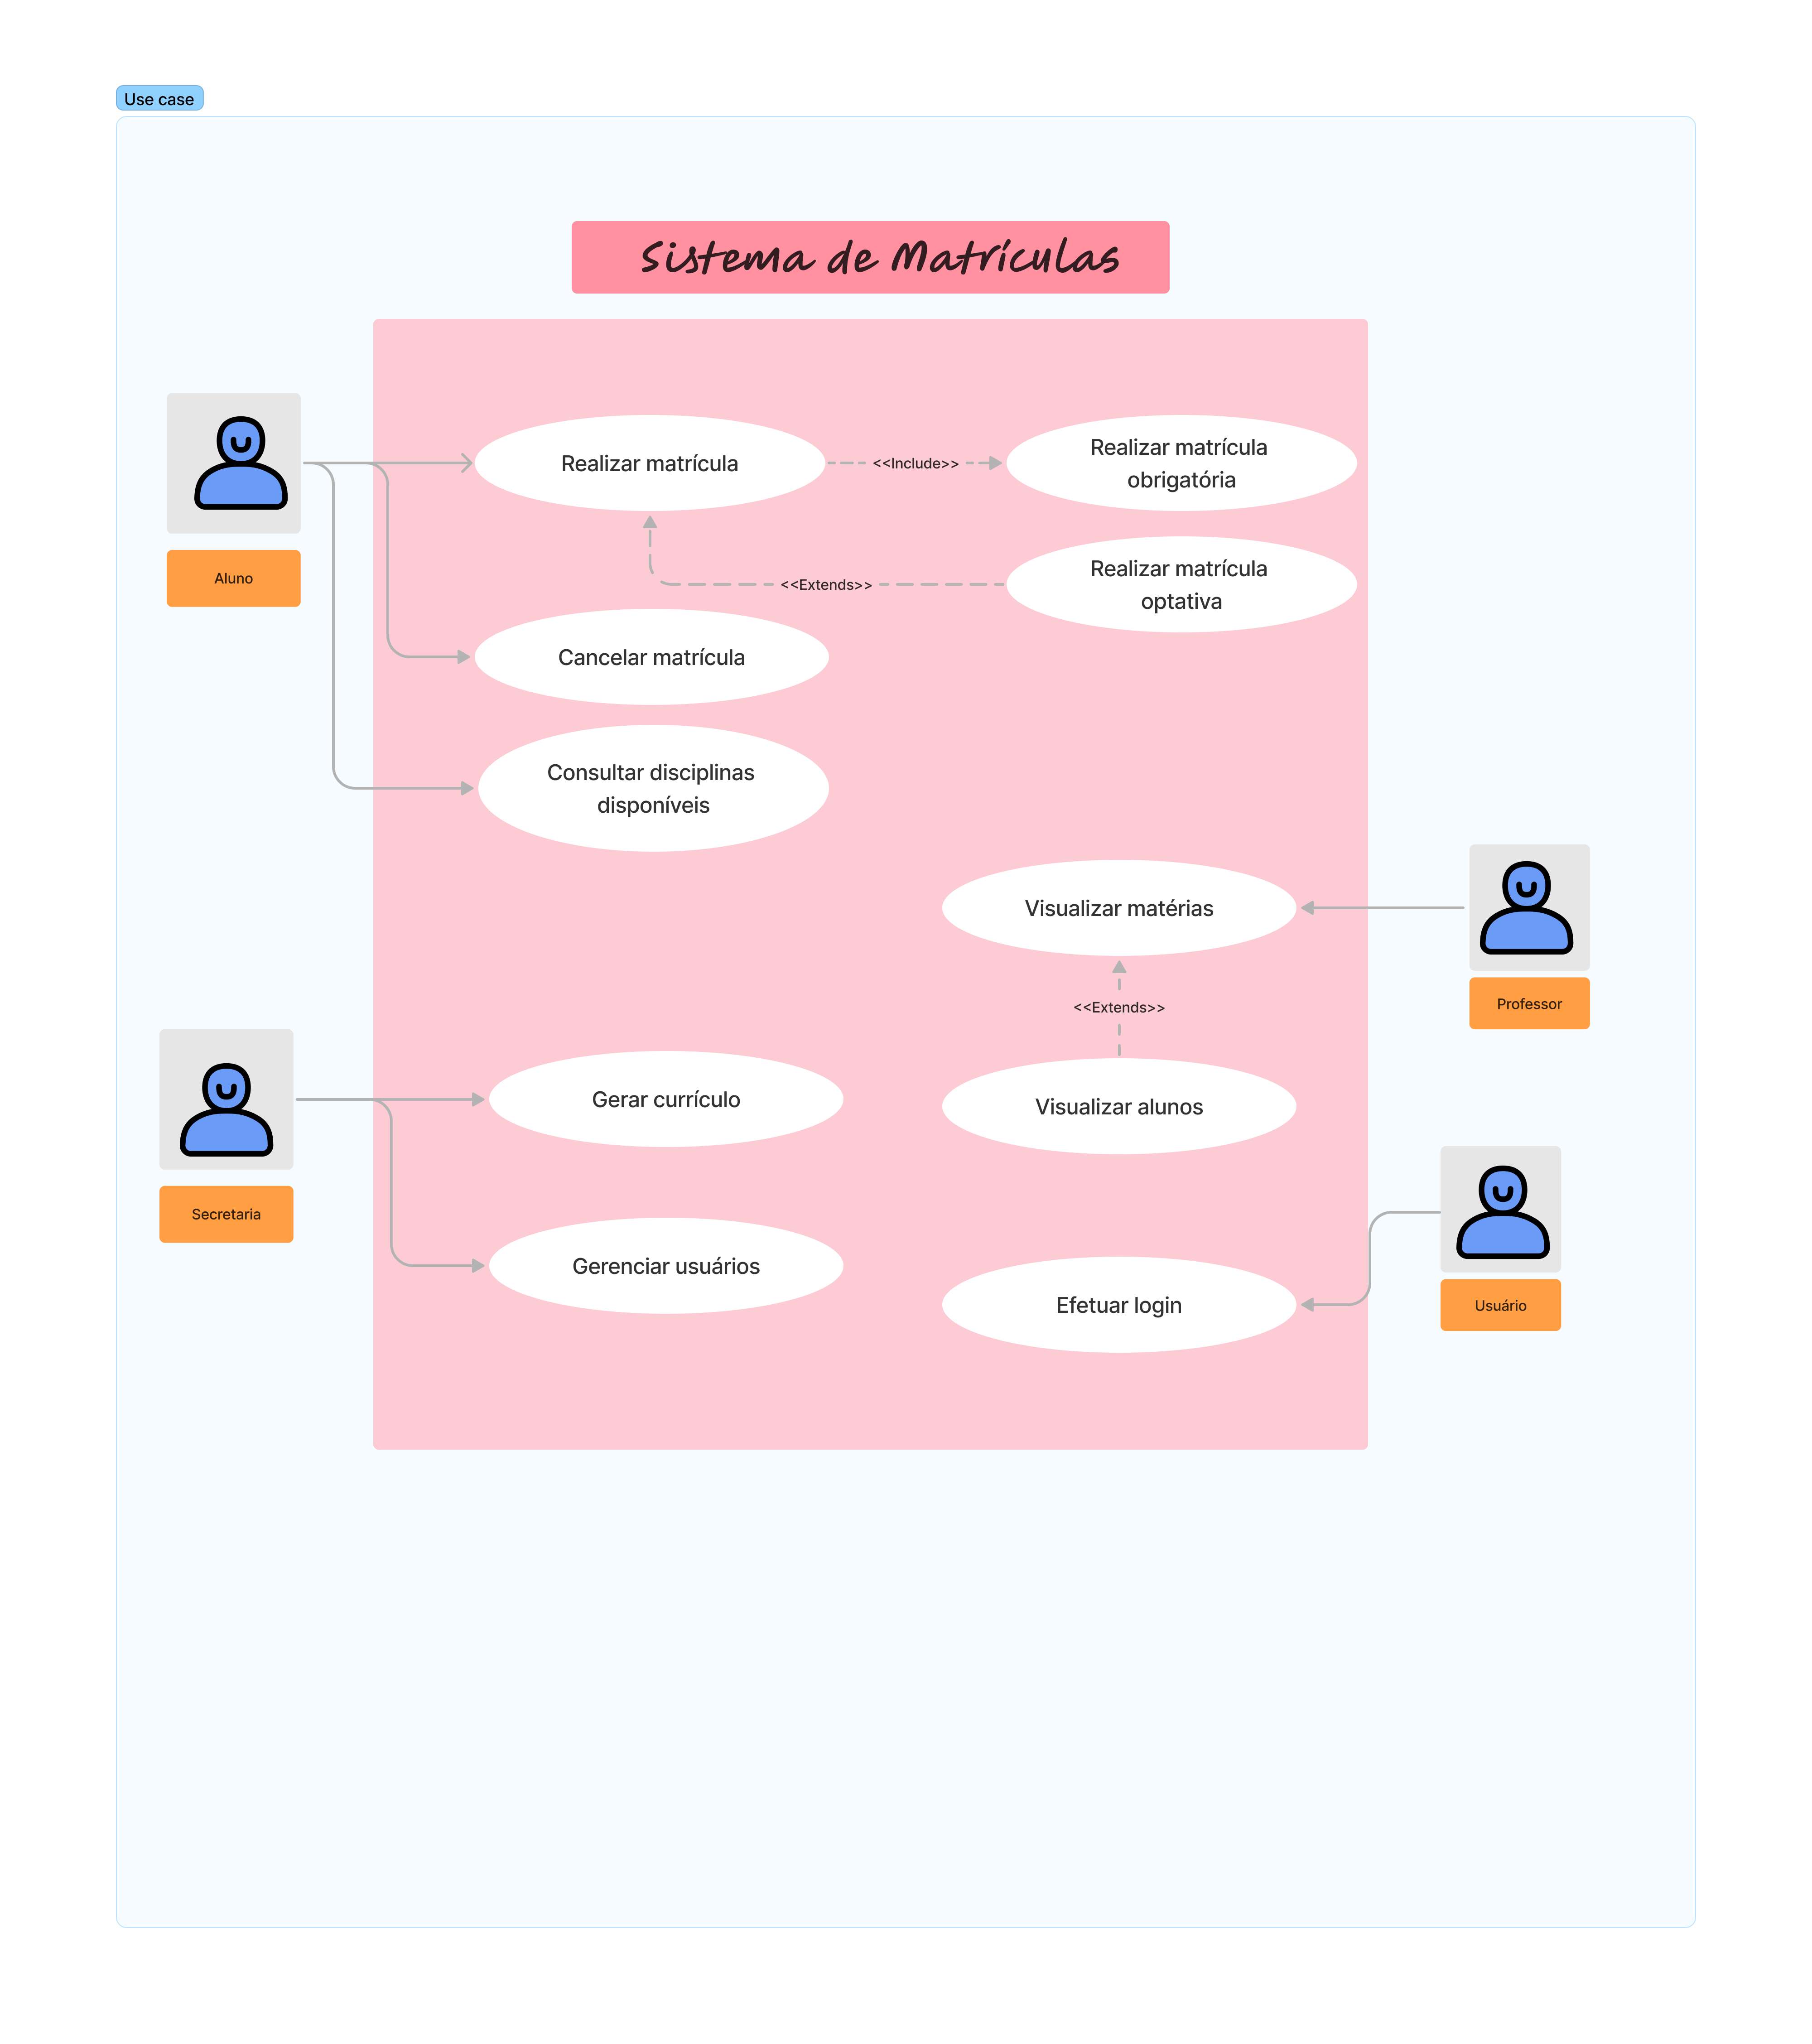 Use case
Sistema de Matrículas
Realizar matrícula
<<Include>>
Realizar matrícula
obrigatória
Aluno
<<Extends>>
Realizar matrícula
optativa
Cancelar matrícula
Consultar disciplinas
disponíveis
Visualizar matérias
Professor
<<Extends>>
Gerar currículo
Visualizar alunos
Secretaria
Gerenciar usuários
Efetuar login
Usuário